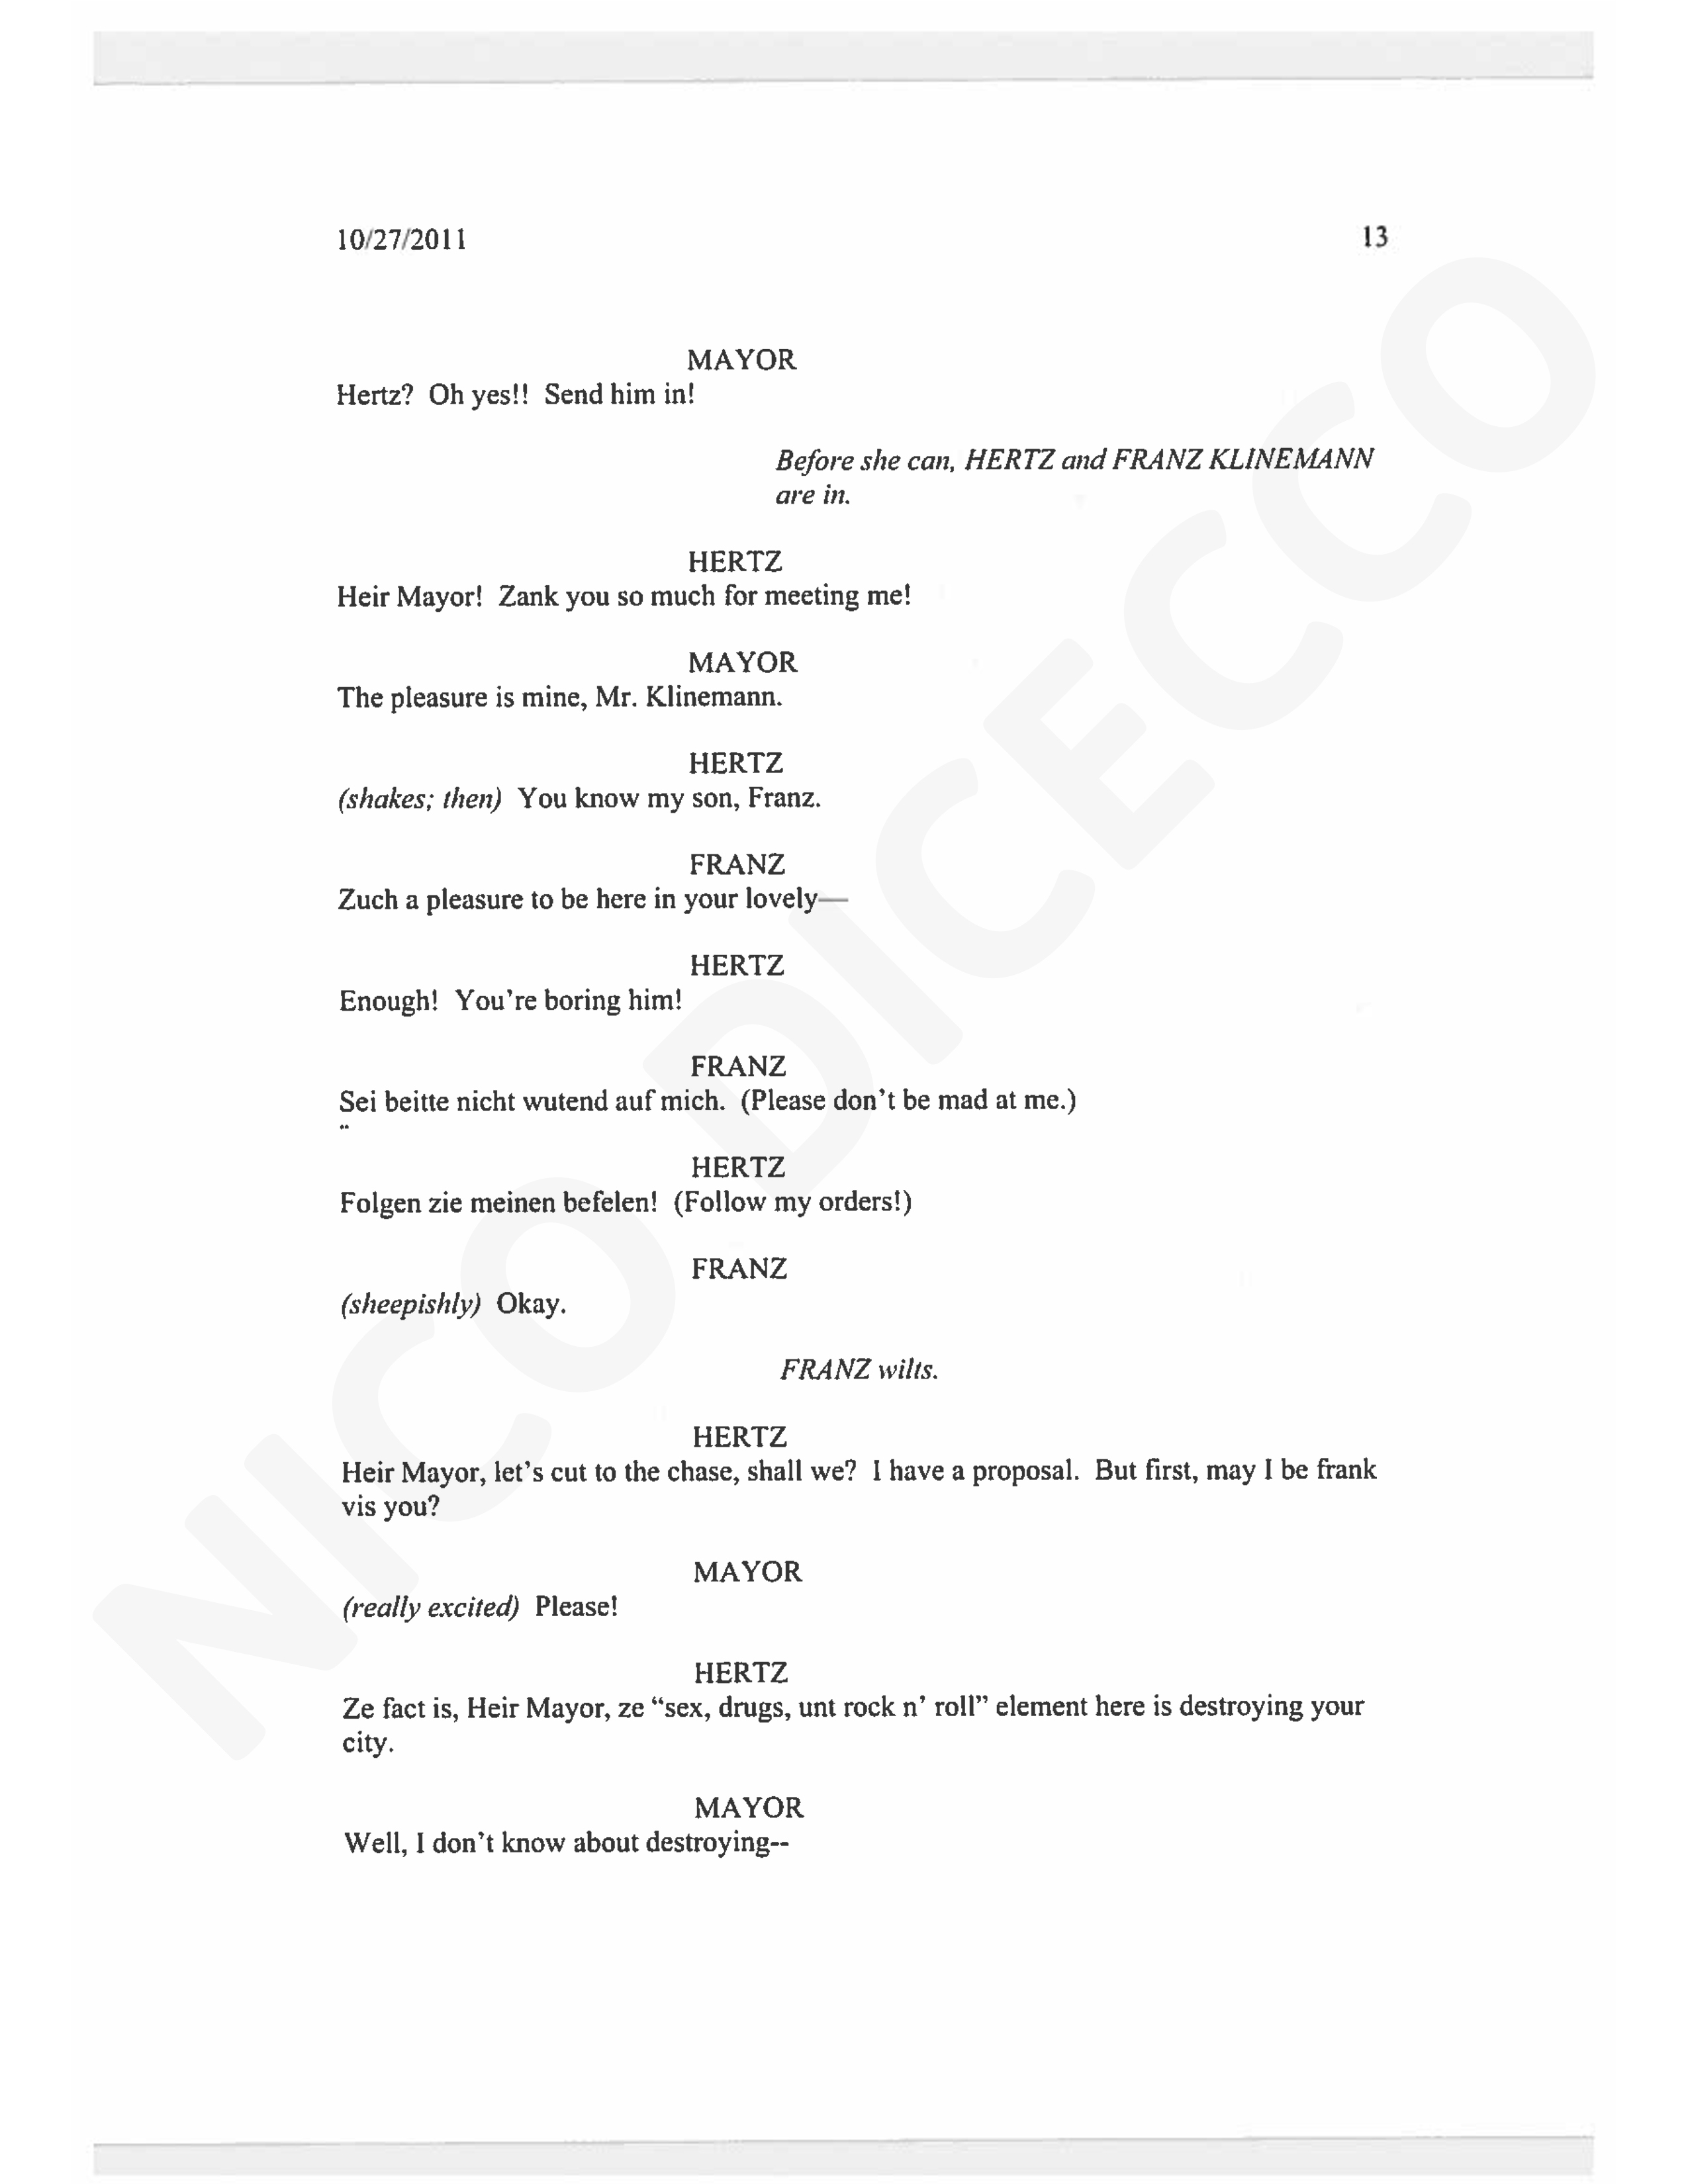 10/27/2011 13
MAYOR
Hertz? Oh yes!! Send him in!
Before she can, HERTZ and FRANZ KLINEMANN
are in.
HERTZ
Heir Mayor! Zank you so much for meeting me!
MAYOR
The pleasure is mine, Mr. Klinemann.
HERTZ
(shakes; then) You know my son, Franz.
FRANZ
Zuch a pleasure to be here in your lovely—
HERTZ
Enough! You're boring him!
FRANZ
Sei beitte nicht wutend auf mich. (Please don't be mad at me.)
..
HERTZ
Folgen zie meinen befelen! (Follow my orders!)
FRANZ
(sheepishly) Okay.
FRANZ wilts.
HERTZ
Heir Mayor, let's cut to the chase, shall we? I have a proposal. But first, may I be frank
vis you?
MAYOR
(really excited) Please!
HERTZ
Ze fact is, Heir Mayor, ze “sex, drugs, unt rock n' roll” element here is destroying your
city.
MAYOR
Well, I don't know about destroying--
NICO DICECCO